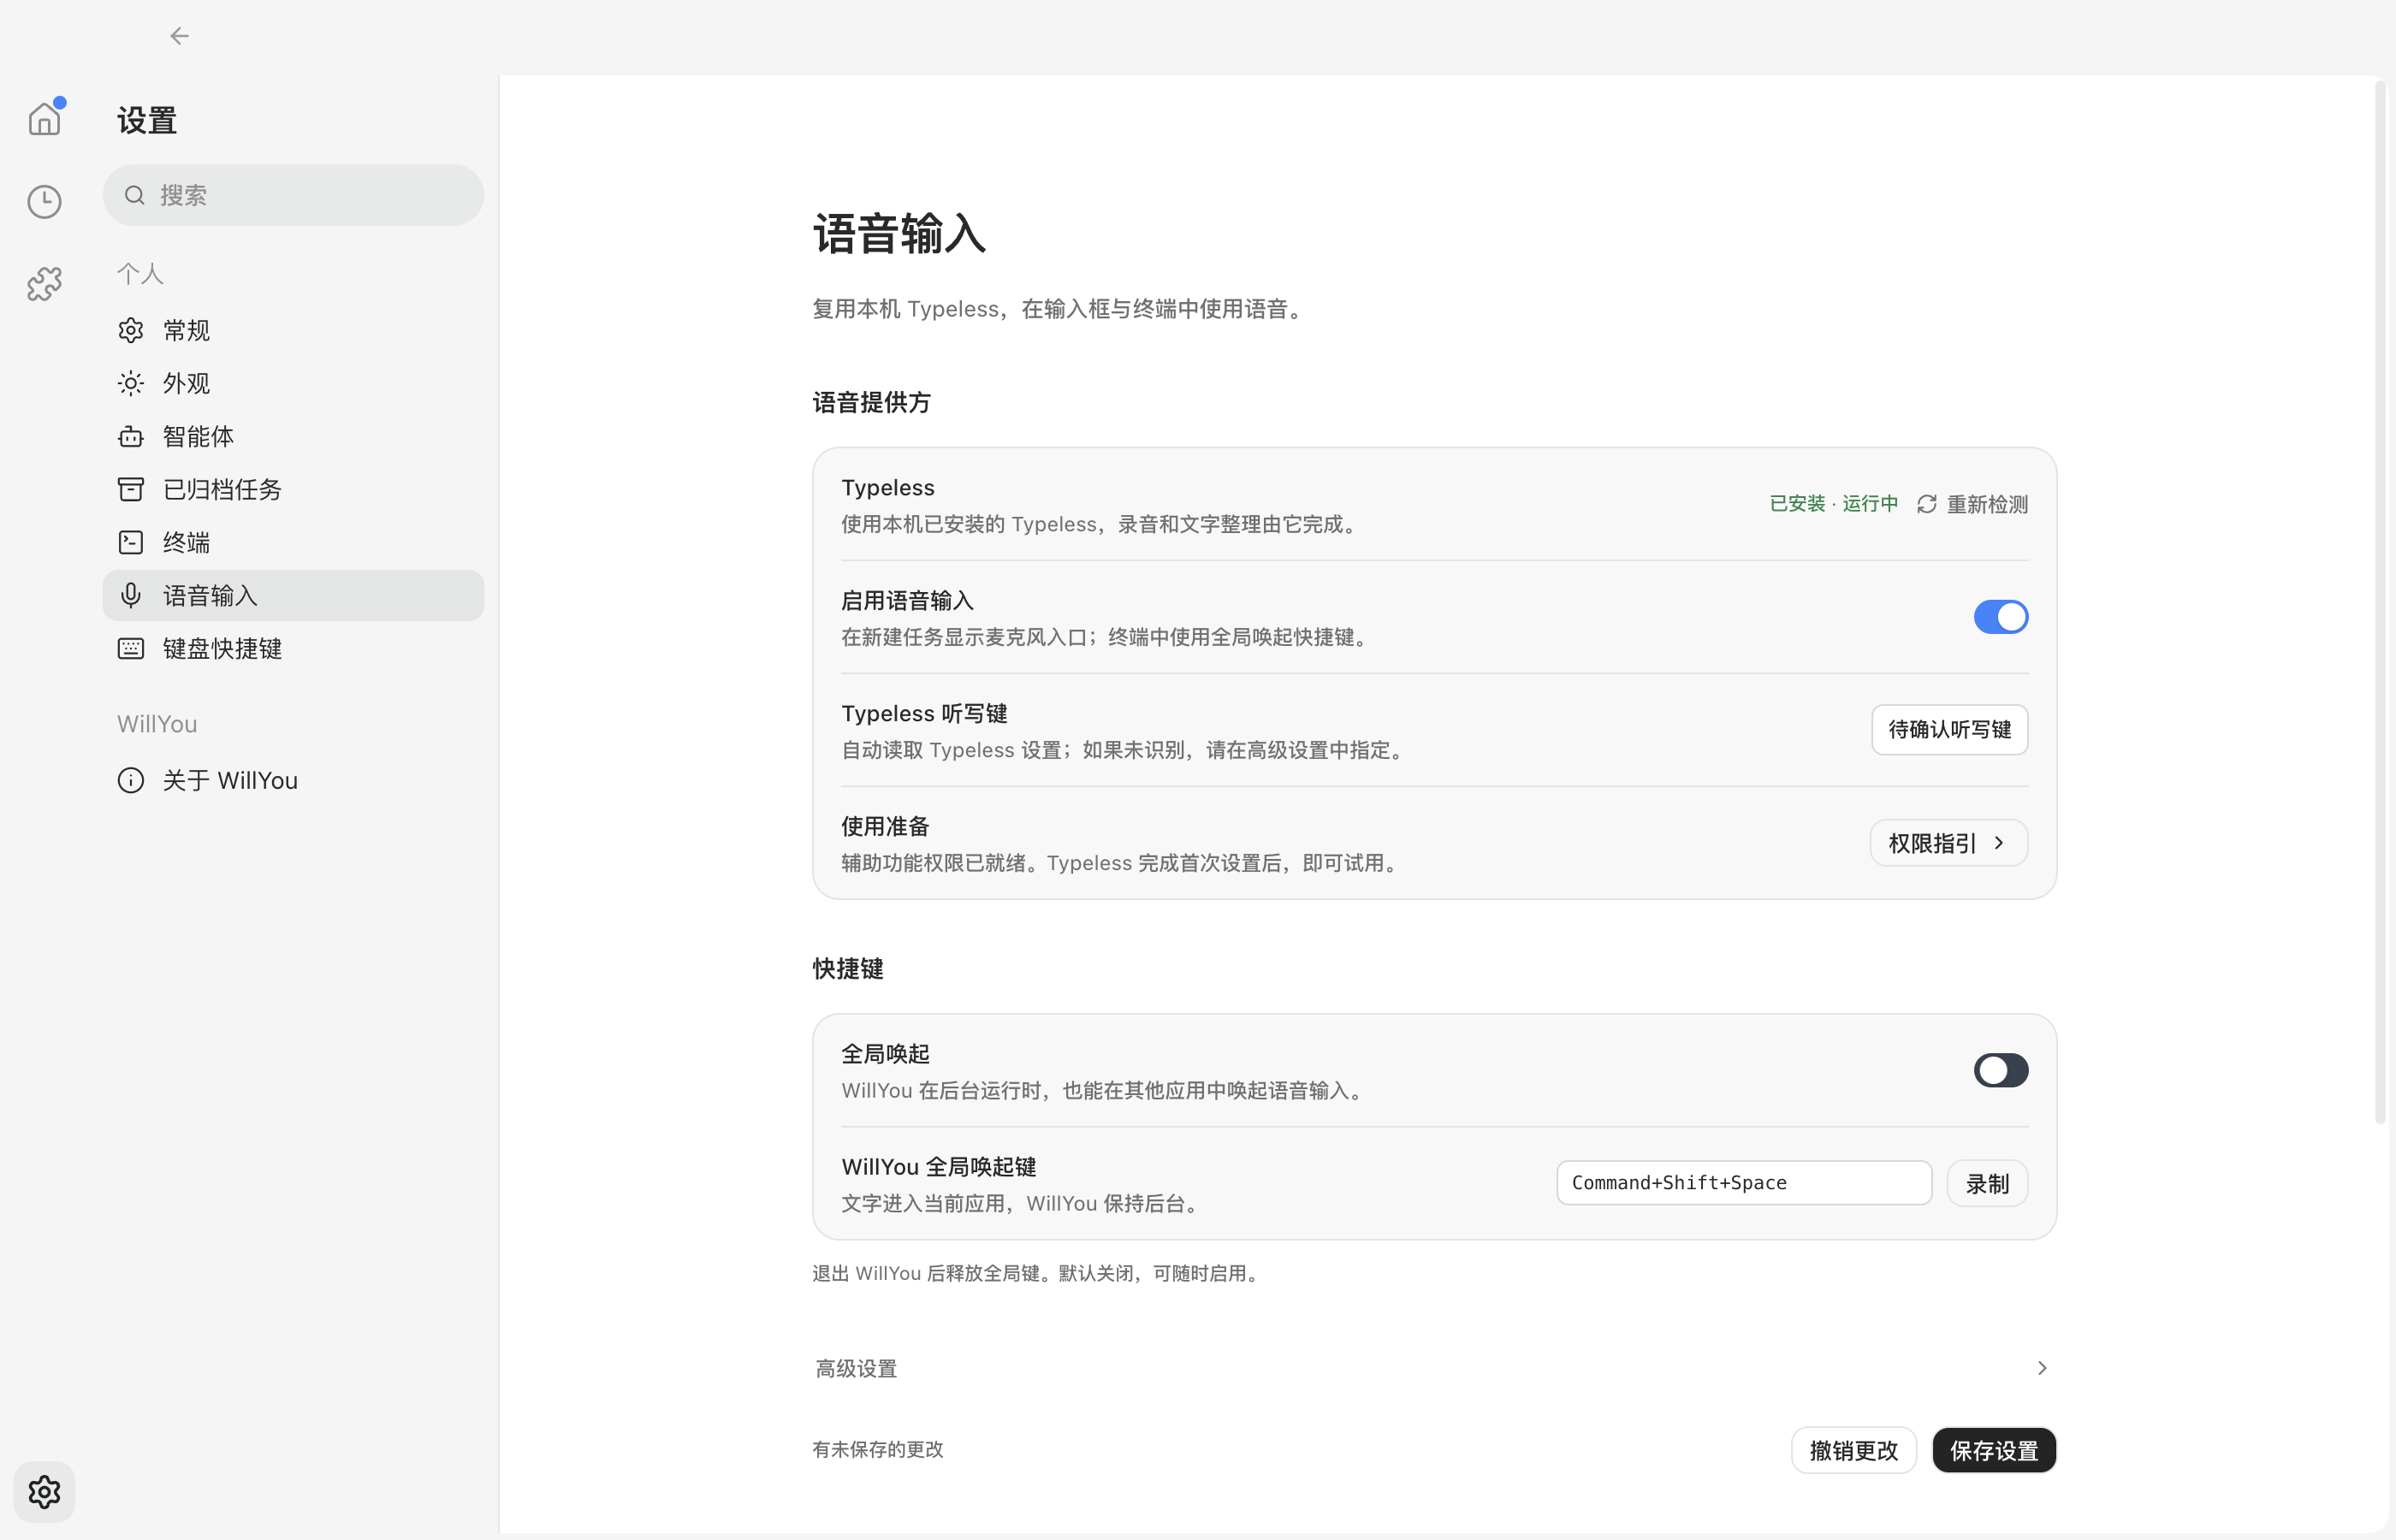 设置
搜索
个人
常规
外观
智能体
已归档任务
终端
语音输入
键盘快捷键
WillYou
关于 WillYou
语音输入
复用本机 Typeless，在输入框与终端中使用语音。
语音提供方
Typeless
使用本机已安装的 Typeless，录音和文字整理由它完成。
已安装 · 运行中 重新检测
启用语音输入
在新建任务显示麦克风入口；终端中使用全局唤起快捷键。
Typeless 听写键
自动读取 Typeless 设置；如果未识别，请在高级设置中指定。
待确认听写键
使用准备
辅助功能权限已就绪。Typeless 完成首次设置后，即可试用。
权限指引
快捷键
全局唤起
WillYou 在后台运行时，也能在其他应用中唤起语音输入。
WillYou 全局唤起键
文字进入当前应用，WillYou 保持后台。
Command+Shift+Space 录制
退出 WillYou 后释放全局键。默认关闭，可随时启用。
高级设置
有未保存的更改
撤销更改 保存设置